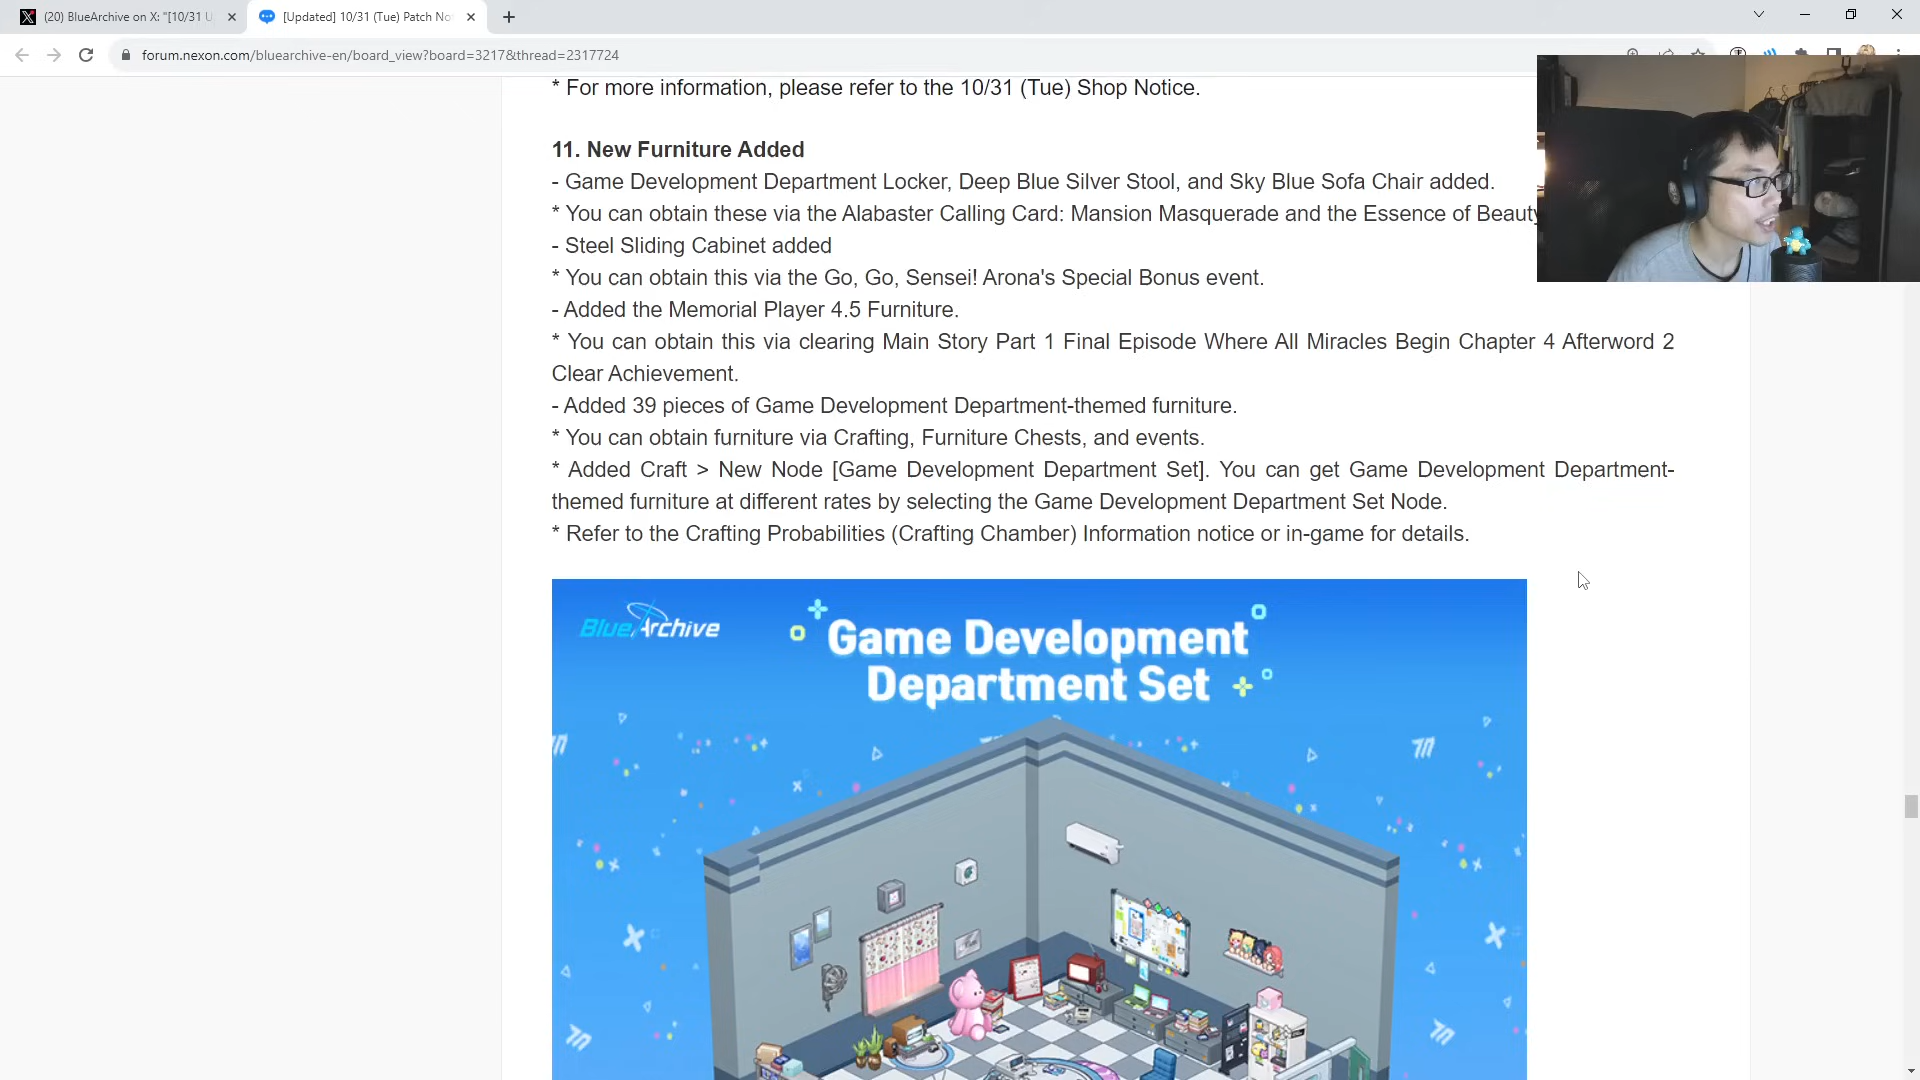 (20) BlueArchive on X: "[10/31 U
[Updated] 10/31 (Tue) Patch No
forum.nexon.com/bluearchive-en/board_view?board=3217&thread=2317724
* For more information, please refer to the 10/31 (Tue) Shop Notice.
11. New Furniture Added
- Game Development Department Locker, Deep Blue Silver Stool, and Sky Blue Sofa Chair added.
* You can obtain these via the Alabaster Calling Card: Mansion Masquerade and the Essence of Beauty
- Steel Sliding Cabinet added
* You can obtain this via the Go, Go, Sensei! Arona's Special Bonus event.
- Added the Memorial Player 4.5 Furniture.
* You can obtain this via clearing Main Story Part 1 Final Episode Where All Miracles Begin Chapter 4 Afterword 2
Clear Achievement.
- Added 39 pieces of Game Development Department-themed furniture.
* You can obtain furniture via Crafting, Furniture Chests, and events.
* Added Craft > New Node [Game Development Department Set]. You can get Game Development Department-
themed furniture at different rates by selecting the Game Development Department Set Node.
* Refer to the Crafting Probabilities (Crafting Chamber) Information notice or in-game for details.
BlueArchive
Game Development
Department Set